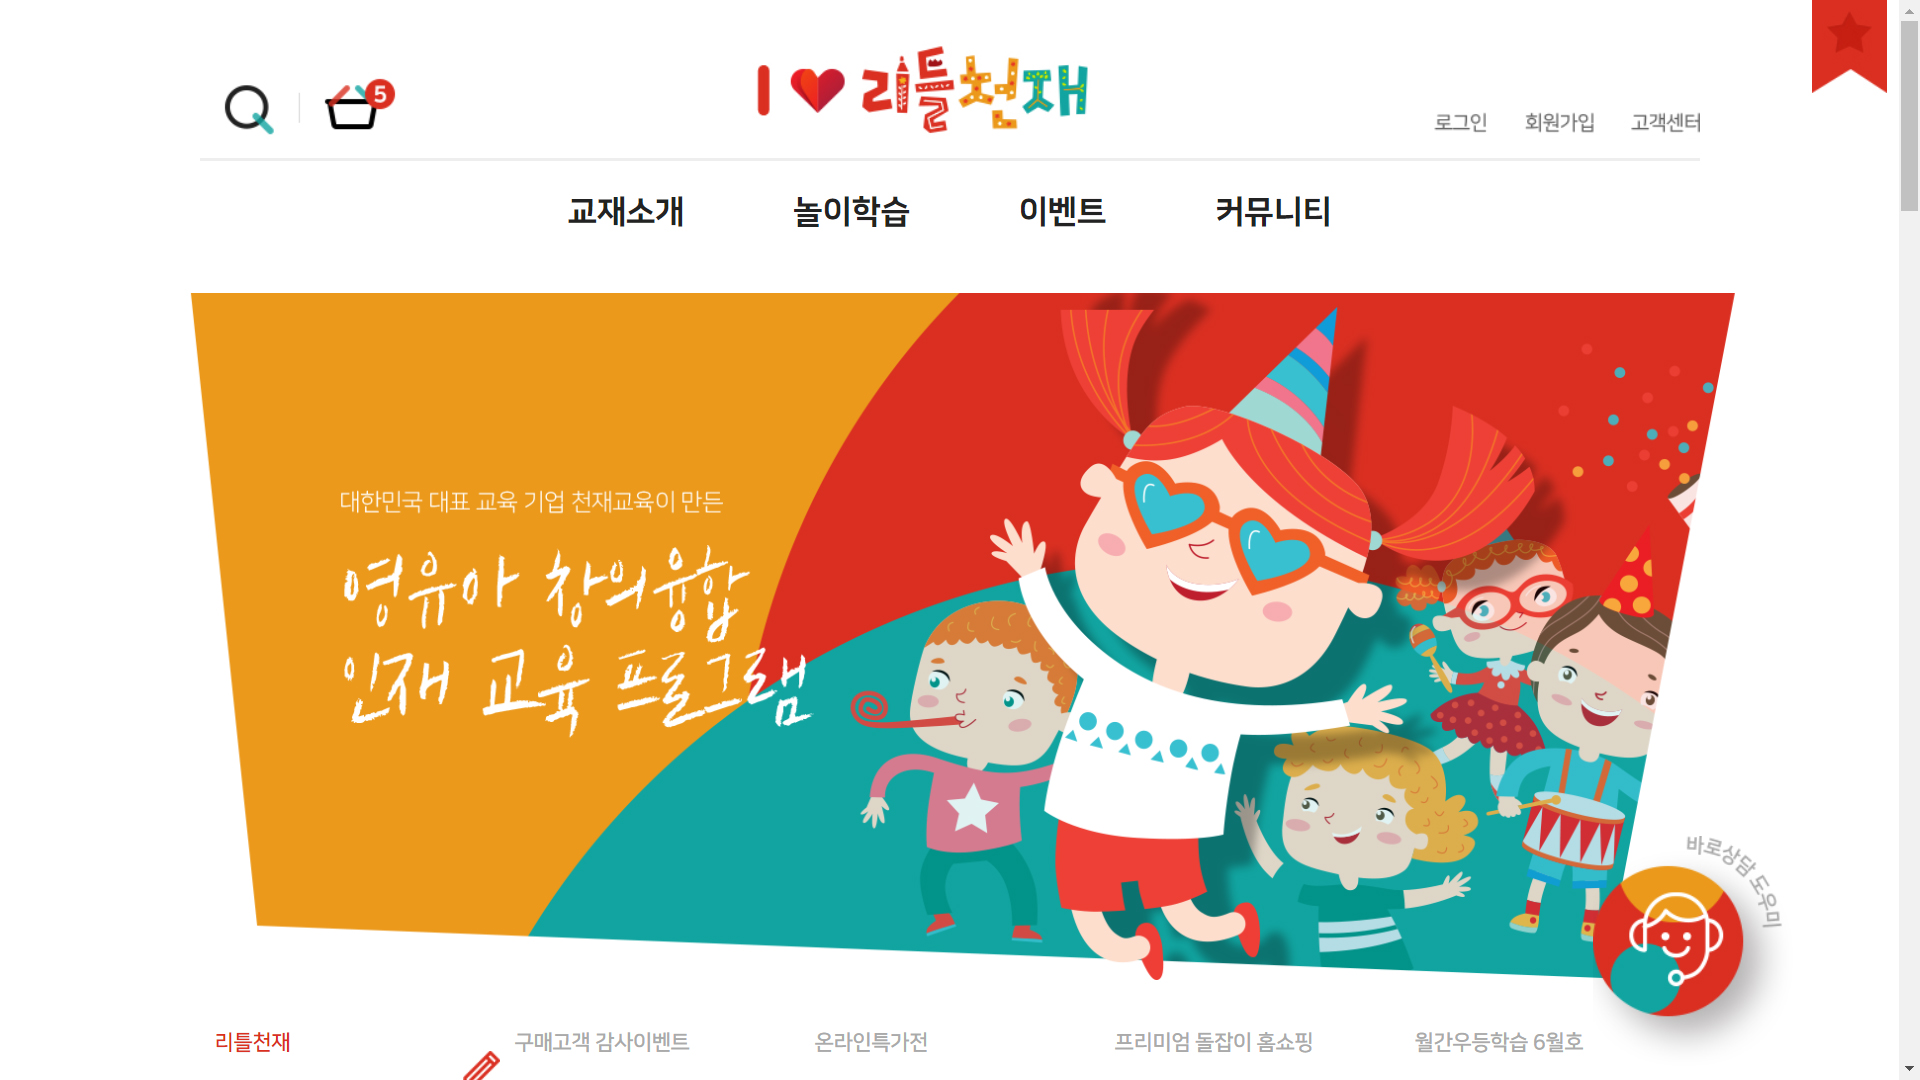 5
I 리틀천재
로그인 회원가입 고객센터
교재소개 놀이학습 이벤트 커뮤니티
대한민국 대표 교육 기업 천재교육이 만든
영유아 창의융합
인재 교육 프로그램
바로상담 도우미
리틀천재 구매고객 감사이벤트 온라인특가전 프리미엄 돌잡이 홈쇼핑 월간우등학습 6월호